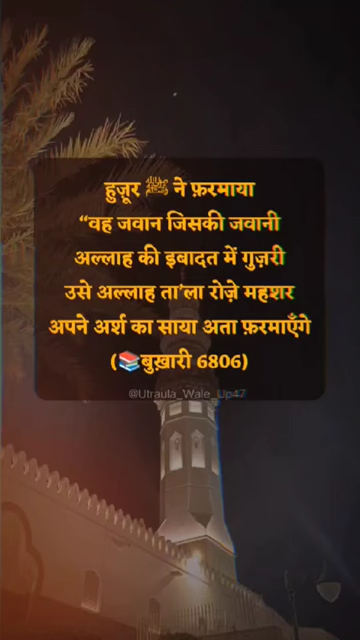 हुज़ूर ﷺ ने फ़रमाया
“वह जवान जिसकी जवानी
अल्लाह की इबादत में गुज़री
उसे अल्लाह ता'ला रोज़े महशर
अपने अर्श का साया अता फ़रमाएँगे
(📚बुख़ारी 6806)
@Utraula_Wale_Up47